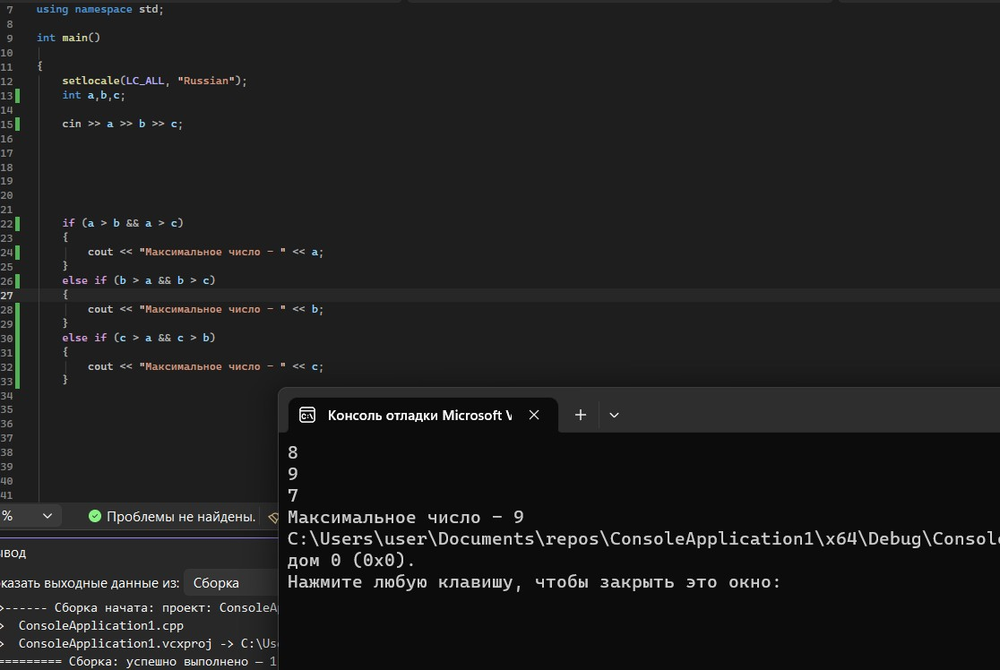 7 using namespace std;
8
9 int main()
10
11 {
12 setlocale(LC_ALL, "Russian");
13 int a,b,c;
14
15 cin >> a >> b >> c;
16
17
18
19
20
21
22 if (a > b && a > c)
23 {
24 cout << "Максимальное число - " << a;
25 }
26 else if (b > a && b > c)
27 {
28 cout << "Максимальное число - " << b;
29 }
30 else if (c > a && c > b)
31 {
32 cout << "Максимальное число - " << c;
33 }
34
35
36
37
38
39
40
41
Консоль отладки Microsoft V
8
9
7
Максимальное число - 9
C:\Users\user\Documents\repos\ConsoleApplication1\x64\Debug\Console
дом 0 (0x0).
Нажмите любую клавишу, чтобы закрыть это окно:
% Проблемы не найдены.
ывод
казать выходные данные из: Сборка
>------ Сборка начата: проект: ConsoleA
> ConsoleApplication1.cpp
> ConsoleApplication1.vcxproj -> C:\Us
========= Сборка: успешно выполнено — 1